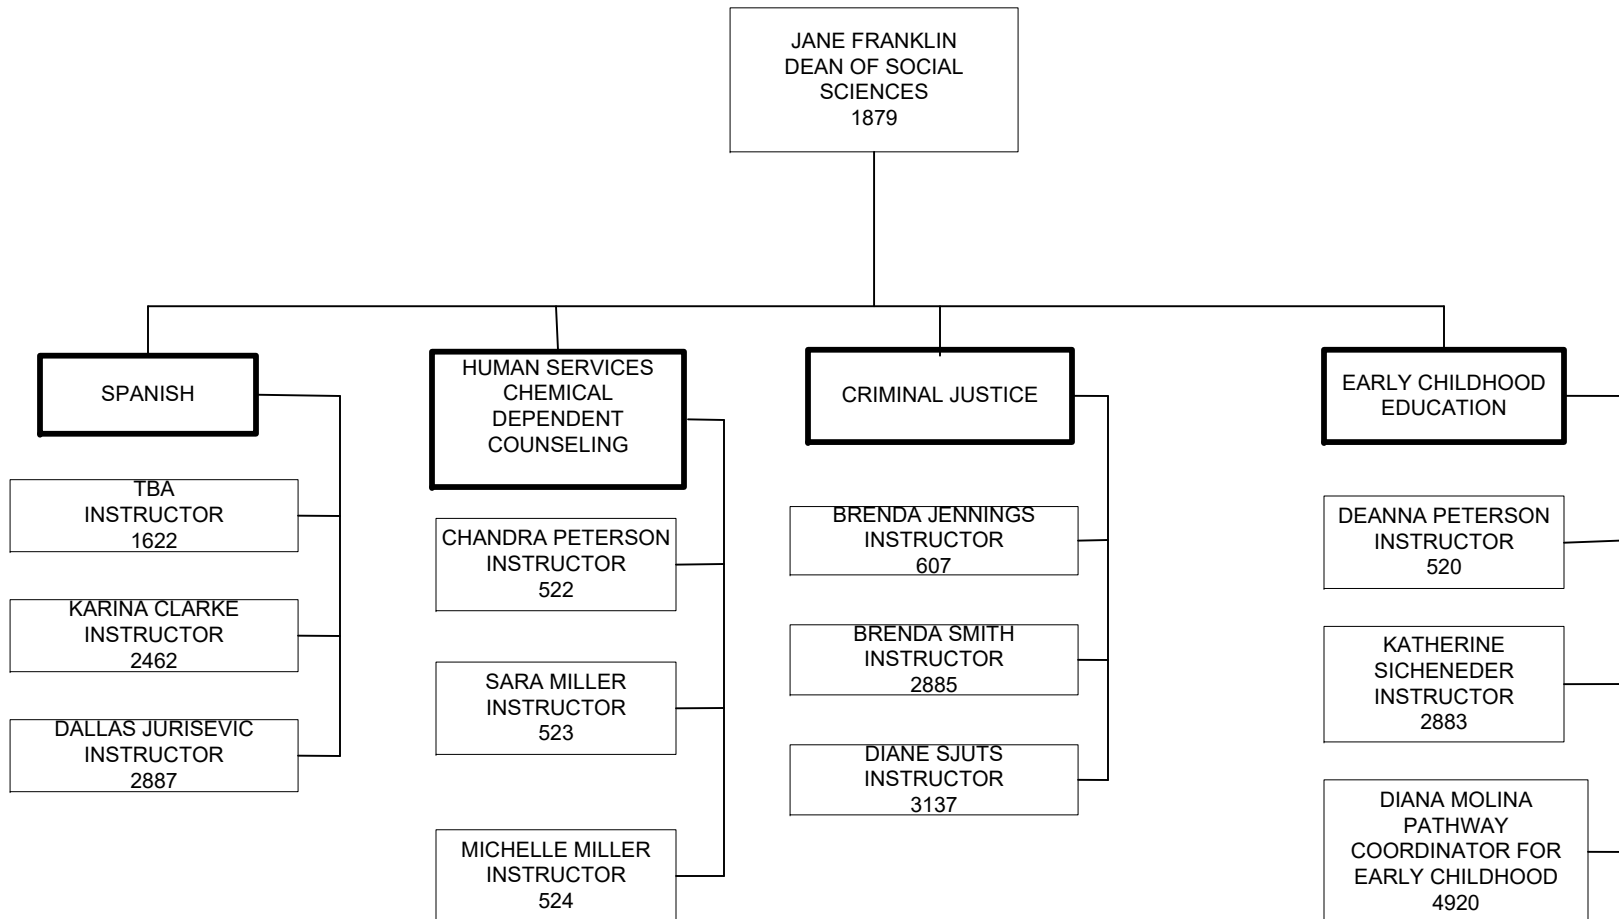 JANE FRANKLIN
DEAN OF SOCIAL
SCIENCES
1879
SPANISH
TBA
INSTRUCTOR
1622
KARINA CLARKE
INSTRUCTOR
2462
DALLAS JURISEVIC
INSTRUCTOR
2887
HUMAN SERVICES
CHEMICAL
DEPENDENT
COUNSELING
CHANDRA PETERSON
INSTRUCTOR
522
SARA MILLER
INSTRUCTOR
523
MICHELLE MILLER
INSTRUCTOR
524
CRIMINAL JUSTICE
BRENDA JENNINGS
INSTRUCTOR
607
BRENDA SMITH
INSTRUCTOR
2885
DIANE SJUTS
INSTRUCTOR
3137
EARLY CHILDHOOD
EDUCATION
DEANNA PETERSON
INSTRUCTOR
520
KATHERINE
SICHENEDER
INSTRUCTOR
2883
DIANA MOLINA
PATHWAY
COORDINATOR FOR
EARLY CHILDHOOD
4920